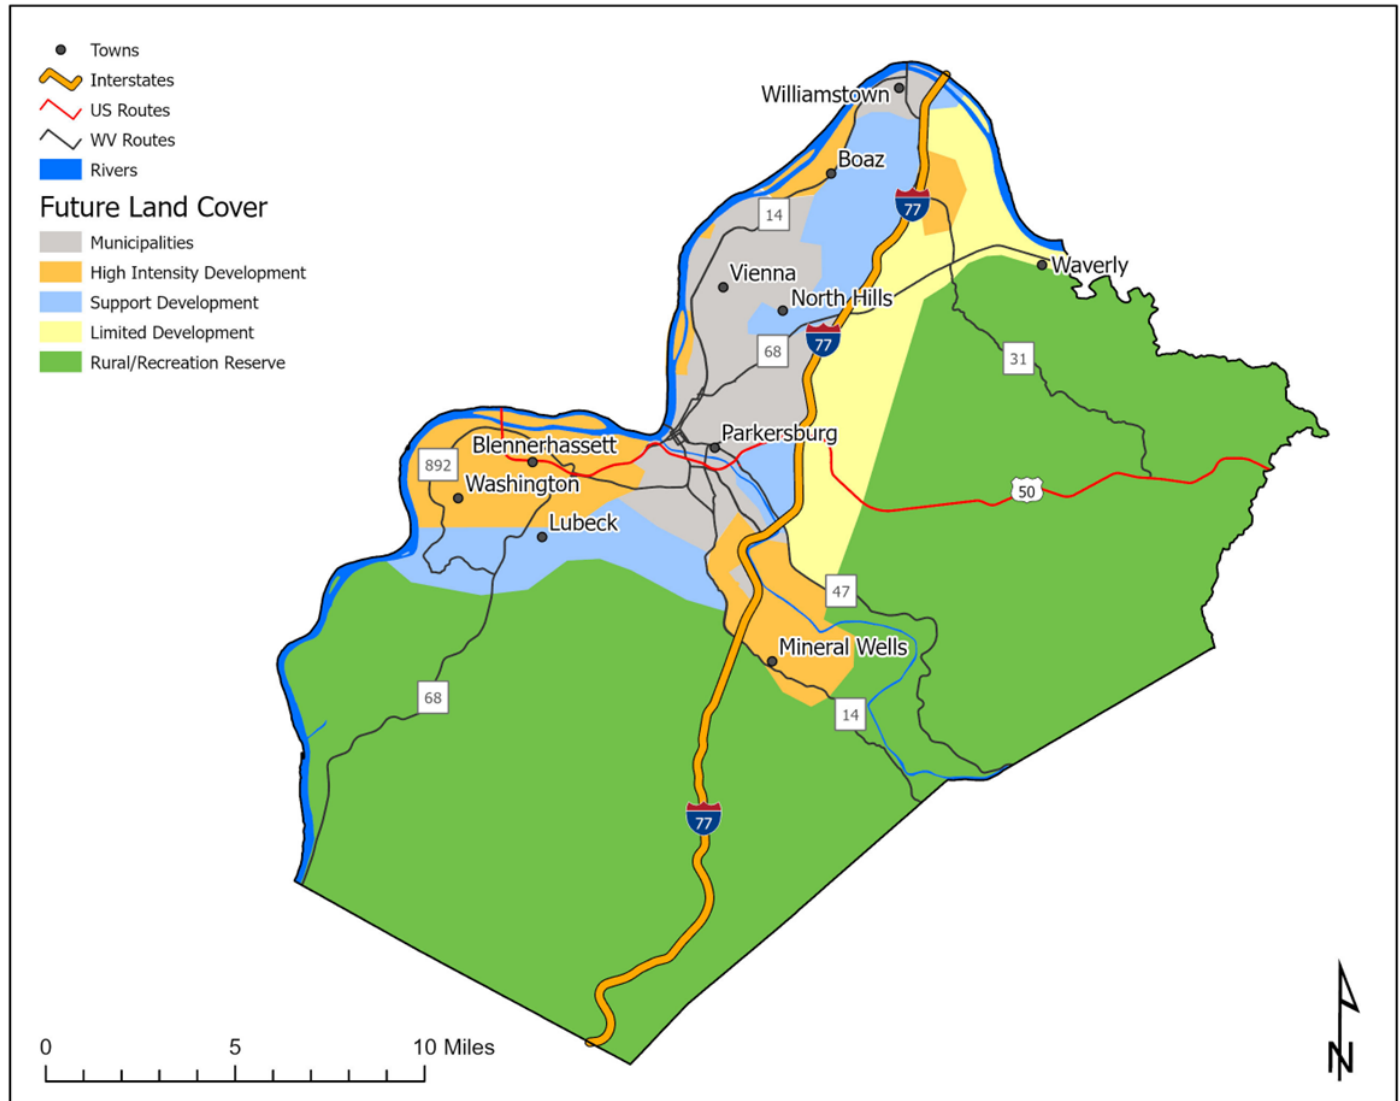 Towns
Interstates
US Routes
WV Routes
Rivers
Future Land Cover
Municipalities
High Intensity Development
Support Development
Limited Development
Rural/Recreation Reserve
Williamstown
Boaz
14
77
Vienna
Waverly
North Hills
77
68
31
Parkersburg
Blennerhassett
892
Washington
50
Lubeck
47
Mineral Wells
68
14
77
0 5 10 Miles
N